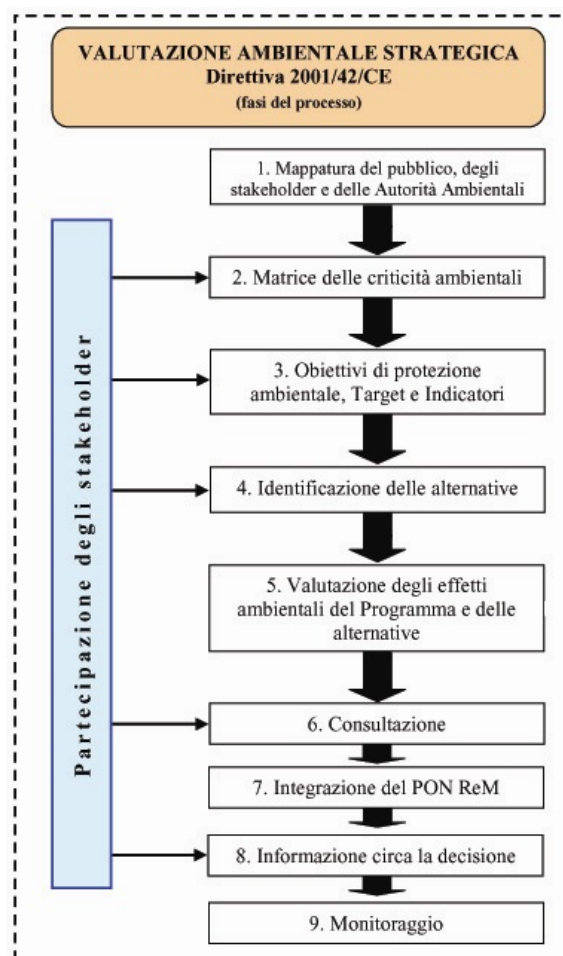 VALUTAZIONE AMBIENTALE STRATEGICA
Direttiva 2001/42/CE
(fasi del processo)
1. Mappatura del pubblico, degli
stakeholder e delle Autorità Ambientali
Partecipazione degli stakeholder
2. Matrice delle criticità ambientali
3. Obiettivi di protezione
ambientale, Target e Indicatori
4. Identificazione delle alternative
5. Valutazione degli effetti
ambientali del Programma e delle
alternative
6. Consultazione
7. Integrazione del PON ReM
8. Informazione circa la decisione
9. Monitoraggio